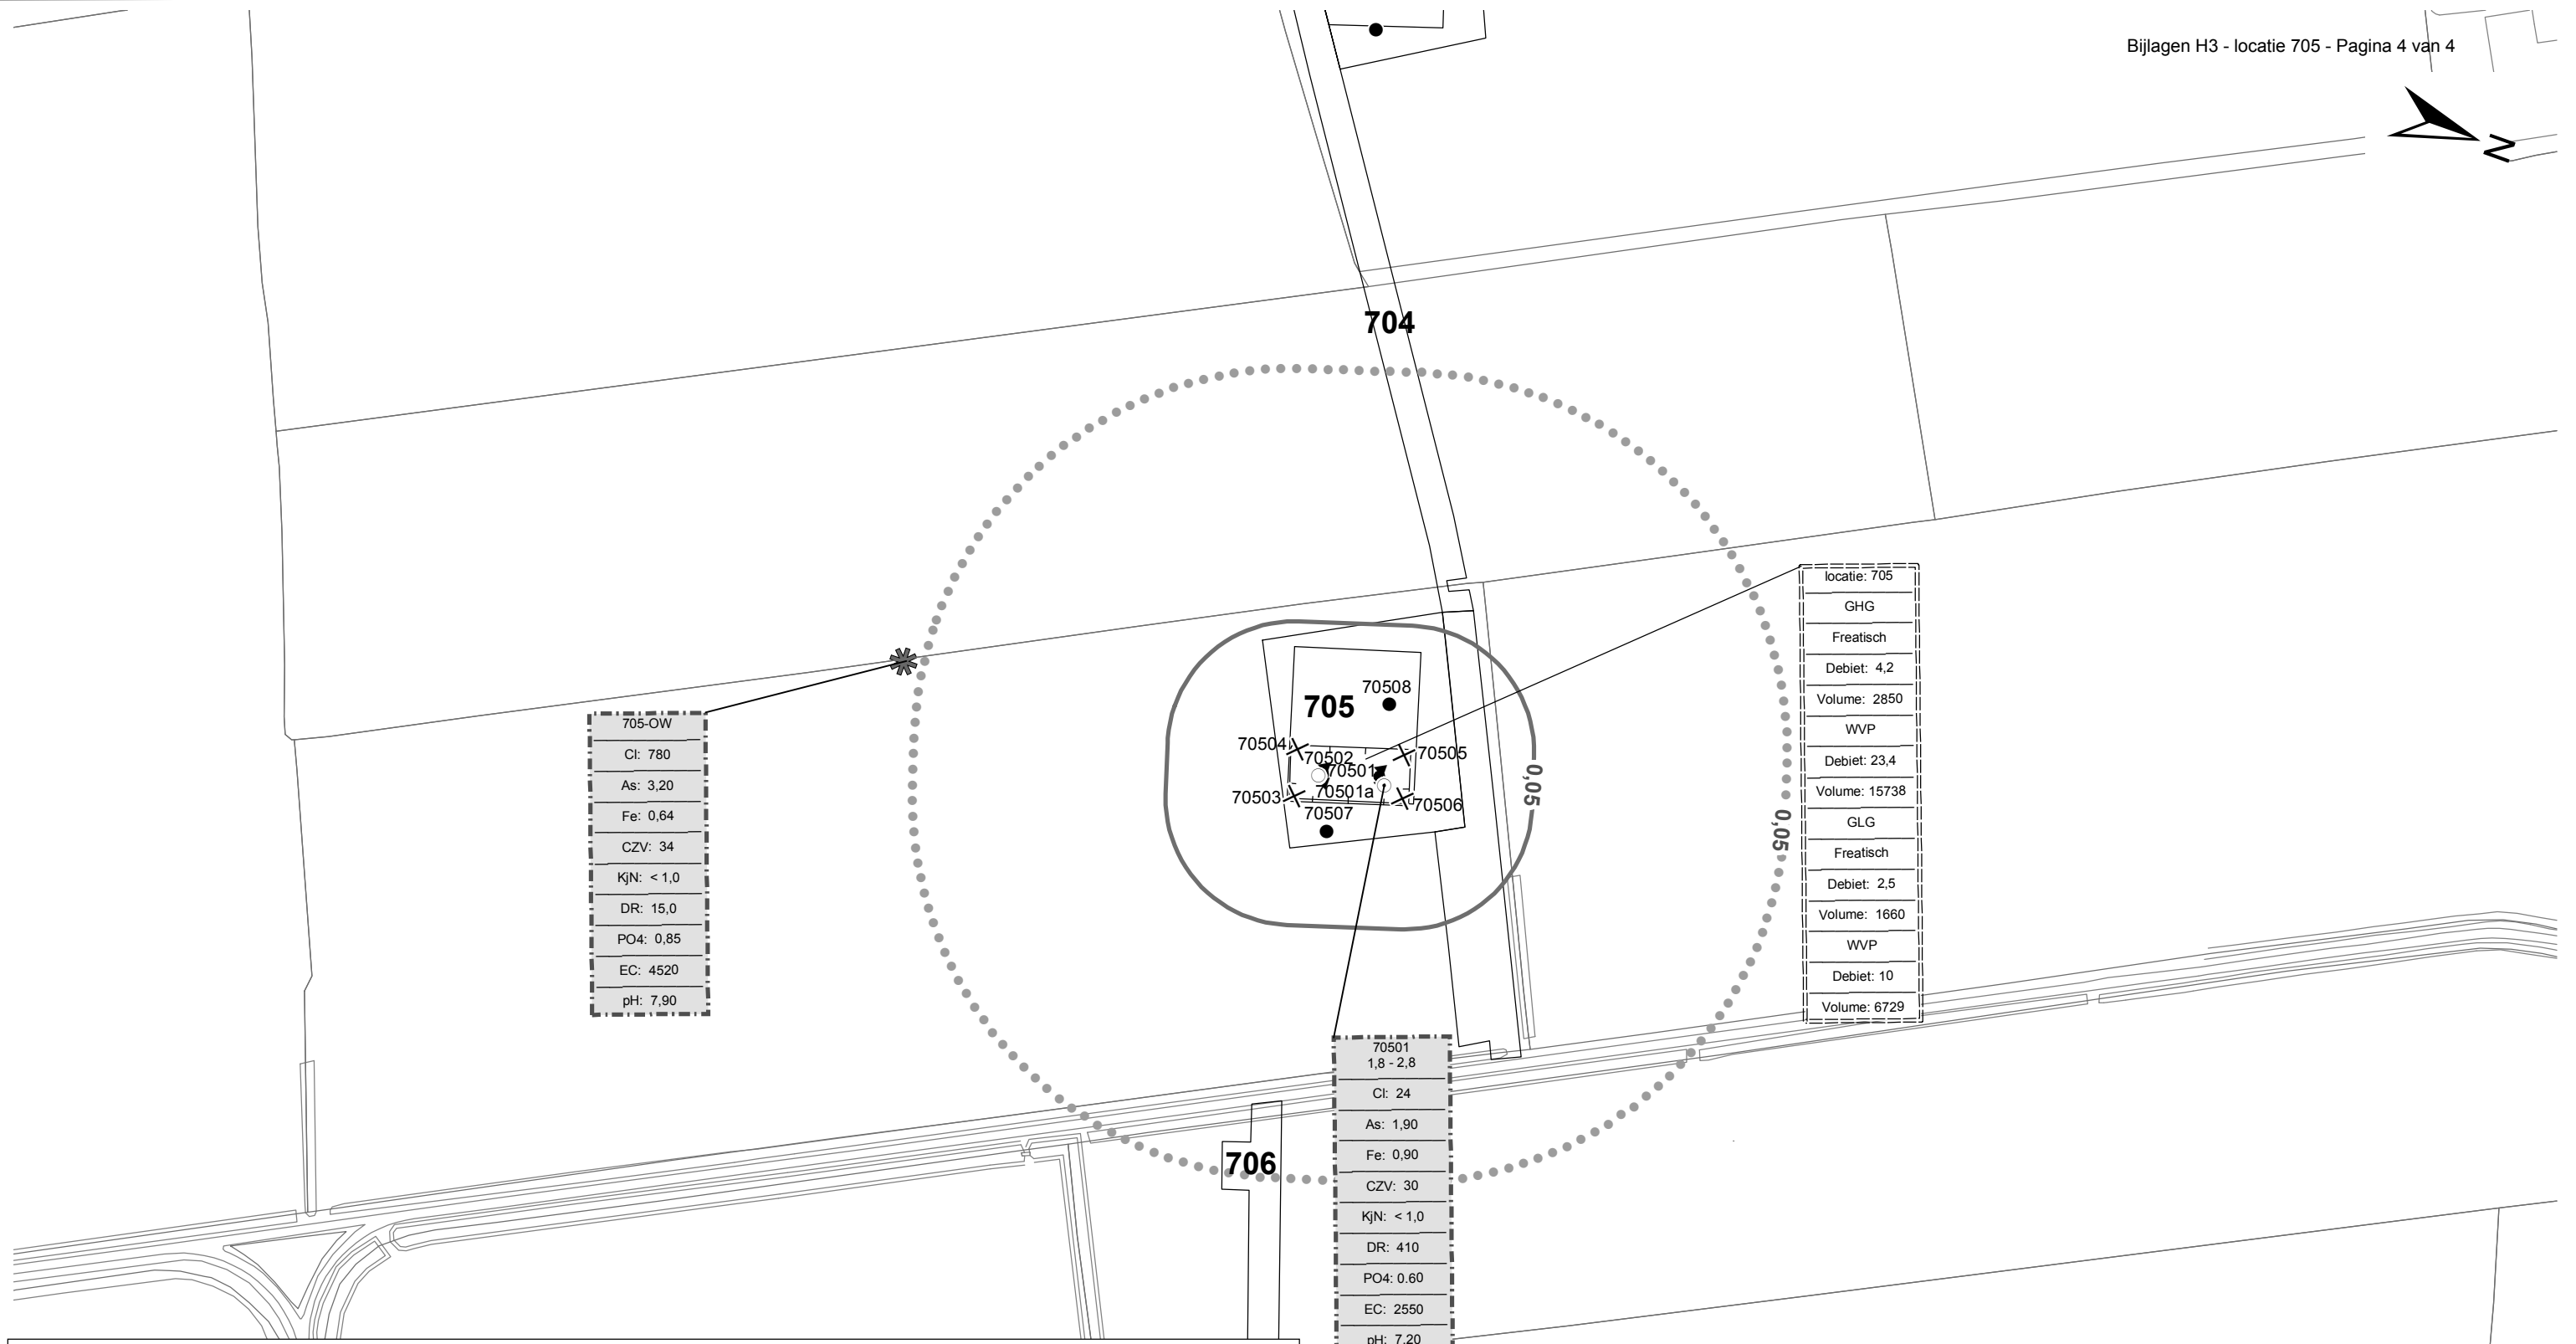 Bijlagen H3 - locatie 705 - Pagina 4 van 4
N
704
locatie: 705
GHG
Freatisch
Debiet: 4,2
Volume: 2850
WVP
Debiet: 23,4
Volume: 15738
GLG
Freatisch
Debiet: 2,5
Volume: 1660
WVP
Debiet: 10
Volume: 6729
705
70508
70504
70502
70505
70501
70501a
70503
70506
70507
0,05
0,05
705-OW
Cl: 780
As: 3,20
Fe: 0,64
CZV: 34
KjN: < 1,0
DR: 15,0
PO4: 0,85
EC: 4520
pH: 7,90
706
70501
1,8 - 2,8
Cl: 24
As: 1,90
Fe: 0,90
CZV: 30
KjN: < 1,0
DR: 410
PO4: 0.60
EC: 2550
pH: 7,20